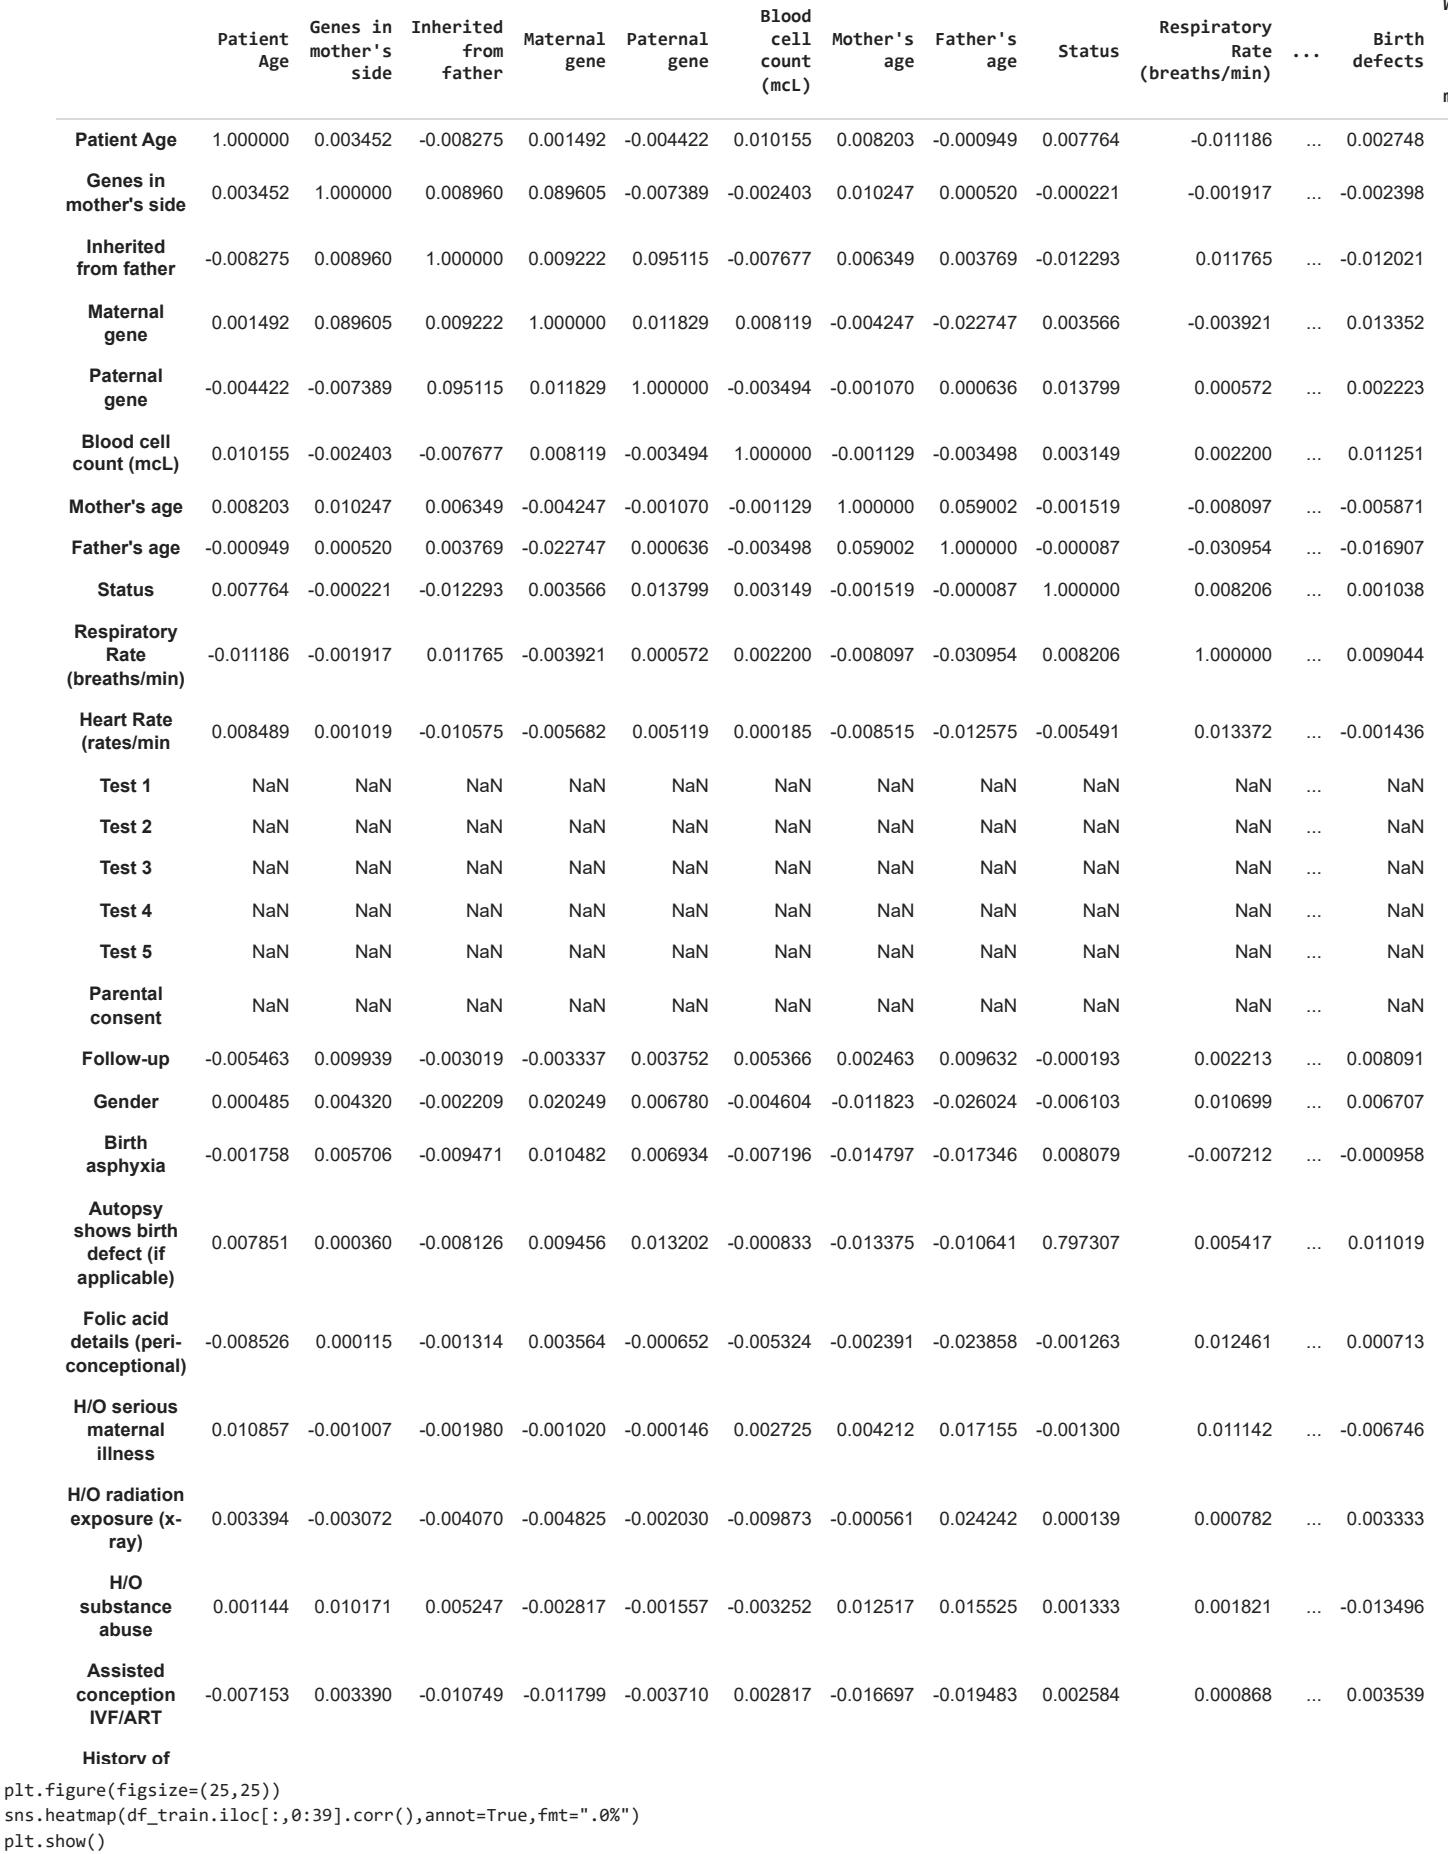 Patient Age Genes in mother's side Inherited from father Maternal gene Paternal gene Blood cell count (mcL) Mother's age Father's age Status Respiratory Rate (breaths/min) ... Birth defects
Patient Age 1.000000 0.003452 -0.008275 0.001492 -0.004422 0.010155 0.008203 -0.000949 0.007764 -0.011186 ... 0.002748
Genes in mother's side 0.003452 1.000000 0.008960 0.089605 -0.007389 -0.002403 0.010247 0.000520 -0.000221 -0.001917 ... -0.002398
Inherited from father -0.008275 0.008960 1.000000 0.009222 0.095115 -0.007677 0.006349 0.003769 -0.012293 0.011765 ... -0.012021
Maternal gene 0.001492 0.089605 0.009222 1.000000 0.011829 0.008119 -0.004247 -0.022747 0.003566 -0.003921 ... 0.013352
Paternal gene -0.004422 -0.007389 0.095115 0.011829 1.000000 -0.003494 -0.001070 0.000636 0.013799 0.000572 ... 0.002223
Blood cell count (mcL) 0.010155 -0.002403 -0.007677 0.008119 -0.003494 1.000000 -0.001129 -0.003498 0.003149 0.002200 ... 0.011251
Mother's age 0.008203 0.010247 0.006349 -0.004247 -0.001070 -0.001129 1.000000 0.059002 -0.001519 -0.008097 ... -0.005871
Father's age -0.000949 0.000520 0.003769 -0.022747 0.000636 -0.003498 0.059002 1.000000 -0.000087 -0.030954 ... -0.016907
Status 0.007764 -0.000221 -0.012293 0.003566 0.013799 0.003149 -0.001519 -0.000087 1.000000 0.008206 ... 0.001038
Respiratory Rate (breaths/min) -0.011186 -0.001917 0.011765 -0.003921 0.000572 0.002200 -0.008097 -0.030954 0.008206 1.000000 ... 0.009044
Heart Rate (rates/min 0.008489 0.001019 -0.010575 -0.005682 0.005119 0.000185 -0.008515 -0.012575 -0.005491 0.013372 ... -0.001436
Test 1 NaN NaN NaN NaN NaN NaN NaN NaN NaN NaN ... NaN
Test 2 NaN NaN NaN NaN NaN NaN NaN NaN NaN NaN ... NaN
Test 3 NaN NaN NaN NaN NaN NaN NaN NaN NaN NaN ... NaN
Test 4 NaN NaN NaN NaN NaN NaN NaN NaN NaN NaN ... NaN
Test 5 NaN NaN NaN NaN NaN NaN NaN NaN NaN NaN ... NaN
Parental consent NaN NaN NaN NaN NaN NaN NaN NaN NaN NaN ... NaN
Follow-up -0.005463 0.009939 -0.003019 -0.003337 0.003752 0.005366 0.002463 0.009632 -0.000193 0.002213 ... 0.008091
Gender 0.000485 0.004320 -0.002209 0.020249 0.006780 -0.004604 -0.011823 -0.026024 -0.006103 0.010699 ... 0.006707
Birth asphyxia -0.001758 0.005706 -0.009471 0.010482 0.006934 -0.007196 -0.014797 -0.017346 0.008079 -0.007212 ... -0.000958
Autopsy shows birth defect (if applicable) 0.007851 0.000360 -0.008126 0.009456 0.013202 -0.000833 -0.013375 -0.010641 0.797307 0.005417 ... 0.011019
Folic acid details (peri-conceptional) -0.008526 0.000115 -0.001314 0.003564 -0.000652 -0.005324 -0.002391 -0.023858 -0.001263 0.012461 ... 0.000713
H/O serious maternal illness 0.010857 -0.001007 -0.001980 -0.001020 -0.000146 0.002725 0.004212 0.017155 -0.001300 0.011142 ... -0.006746
H/O radiation exposure (x-ray) 0.003394 -0.003072 -0.004070 -0.004825 -0.002030 -0.009873 -0.000561 0.024242 0.000139 0.000782 ... 0.003333
H/O substance abuse 0.001144 0.010171 0.005247 -0.002817 -0.001557 -0.003252 0.012517 0.015525 0.001333 0.001821 ... -0.013496
Assisted conception IVF/ART -0.007153 0.003390 -0.010749 -0.011799 -0.003710 0.002817 -0.016697 -0.019483 0.002584 0.000868 ... 0.003539
History of
plt.figure(figsize=(25,25))
sns.heatmap(df_train.iloc[:,0:39].corr(),annot=True,fmt=".0%")
plt.show()